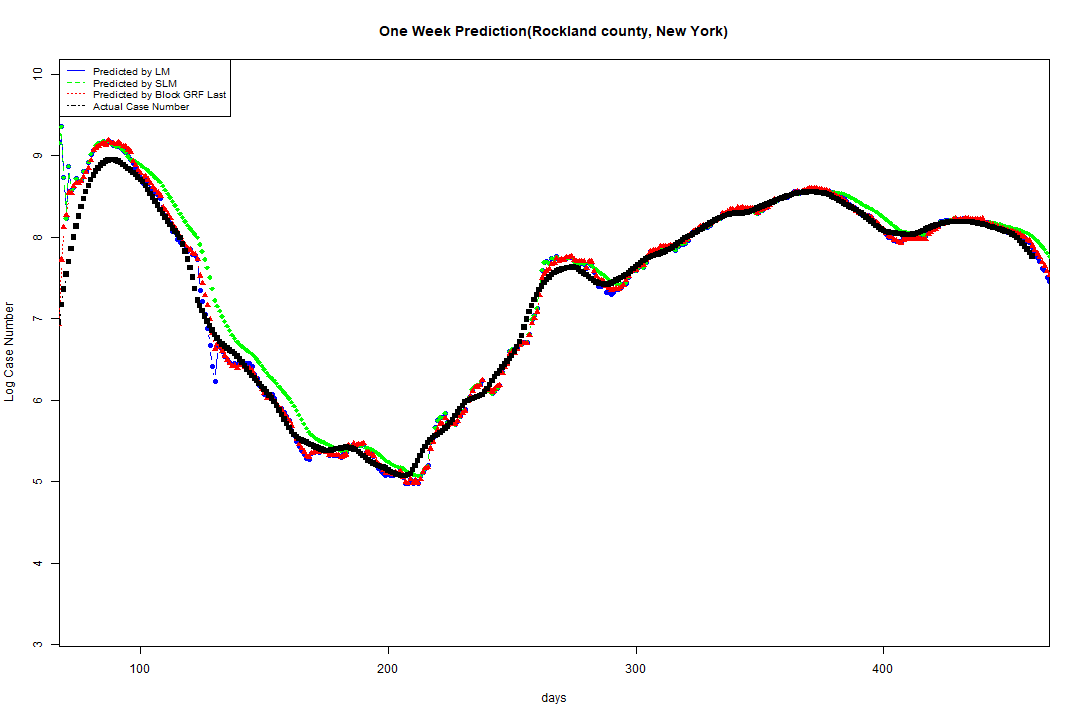 One Week Prediction(Rockland county, New York)
Predicted by LM
Predicted by SLM
Predicted by Block GRF Last
Actual Case Number
10
9
8
7
6
5
4
3
Log Case Number
100 200 300 400
days